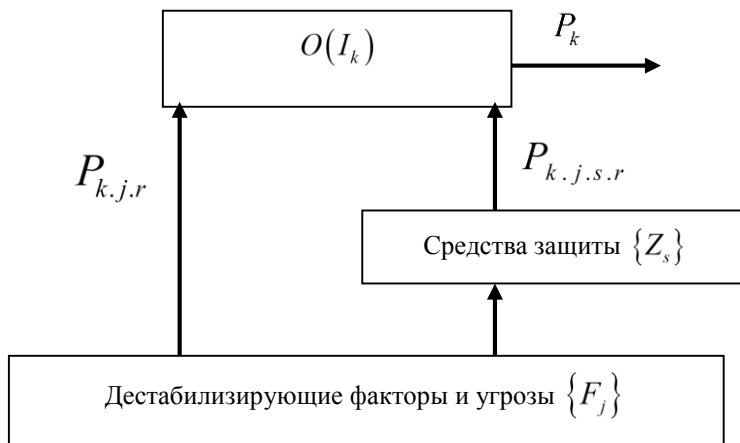 O(I_k)
P_k
P_{k.j.r}
P_{k.j.s.r}
Средства защиты {Z_s}
Дестабилизирующие факторы и угрозы {F_j}